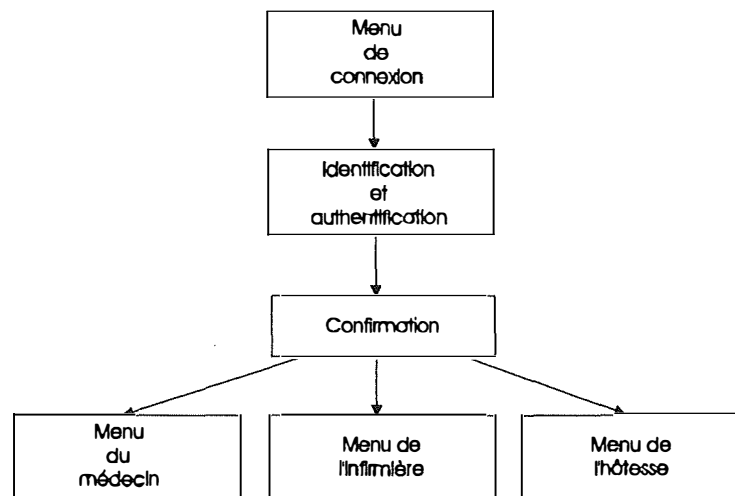 Menu
de
connexion
Identification
et
authentification
Confirmation
Menu
du
médecin
Menu de
l'infirmière
Menu de
l'hôtesse